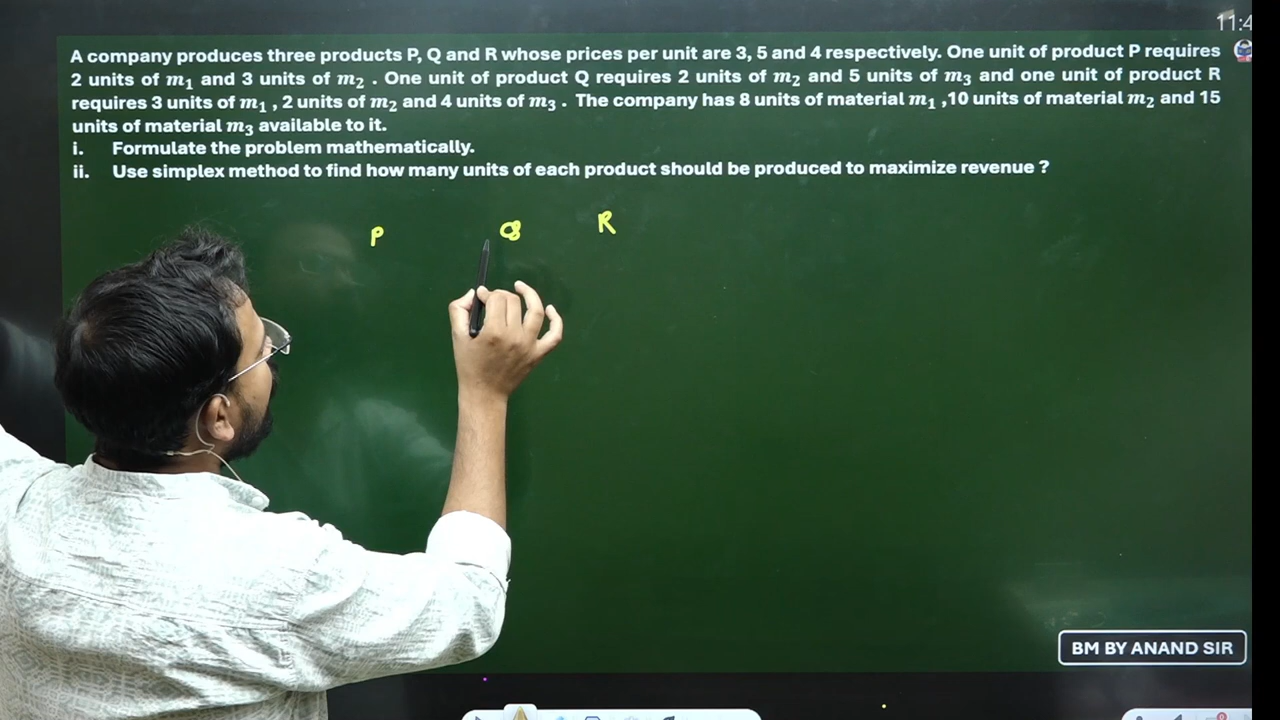 11:4
A company produces three products P, Q and R whose prices per unit are 3, 5 and 4 respectively. One unit of product P requires
2 units of m₁ and 3 units of m₂ . One unit of product Q requires 2 units of m₂ and 5 units of m₃ and one unit of product R
requires 3 units of m₁ , 2 units of m₂ and 4 units of m₃ . The company has 8 units of material m₁ ,10 units of material m₂ and 15
units of material m₃ available to it.
i. Formulate the problem mathematically.
ii. Use simplex method to find how many units of each product should be produced to maximize revenue ?
P Q R
BM BY ANAND SIR